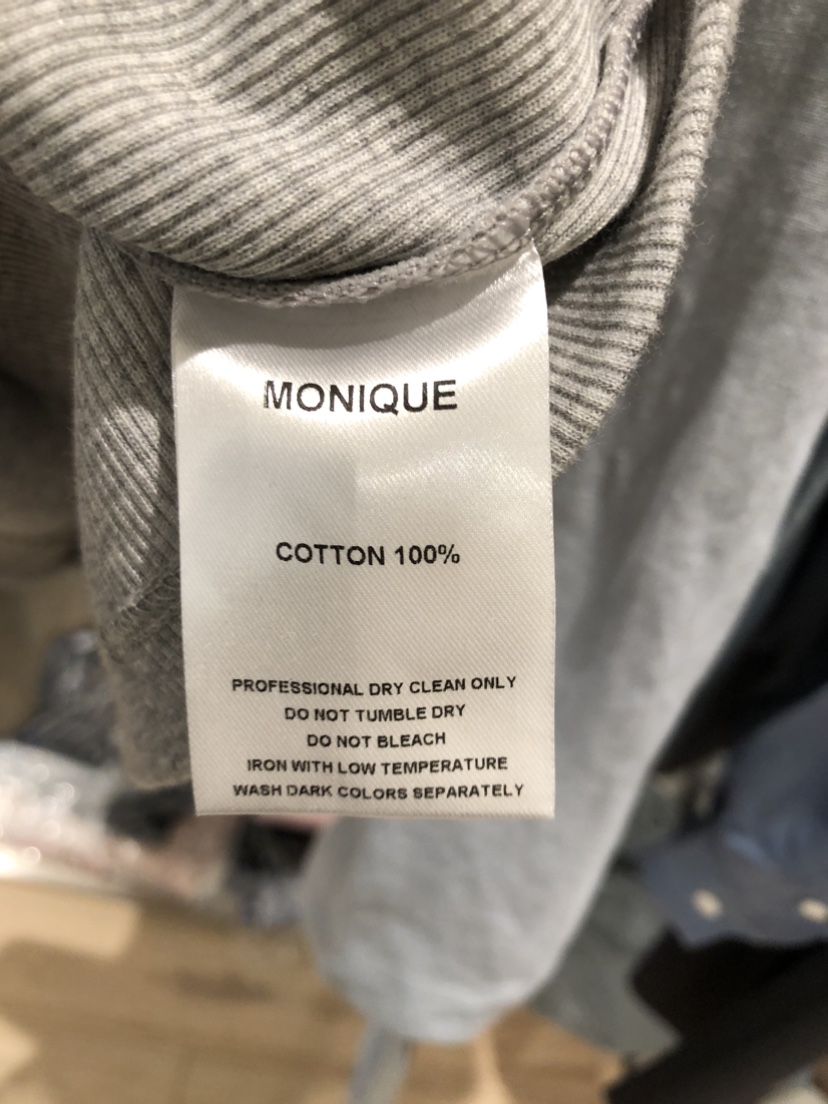 MONIQUE
COTTON 100%
PROFESSIONAL DRY CLEAN ONLY
DO NOT TUMBLE DRY
DO NOT BLEACH
IRON WITH LOW TEMPERATURE
WASH DARK COLORS SEPARATELY